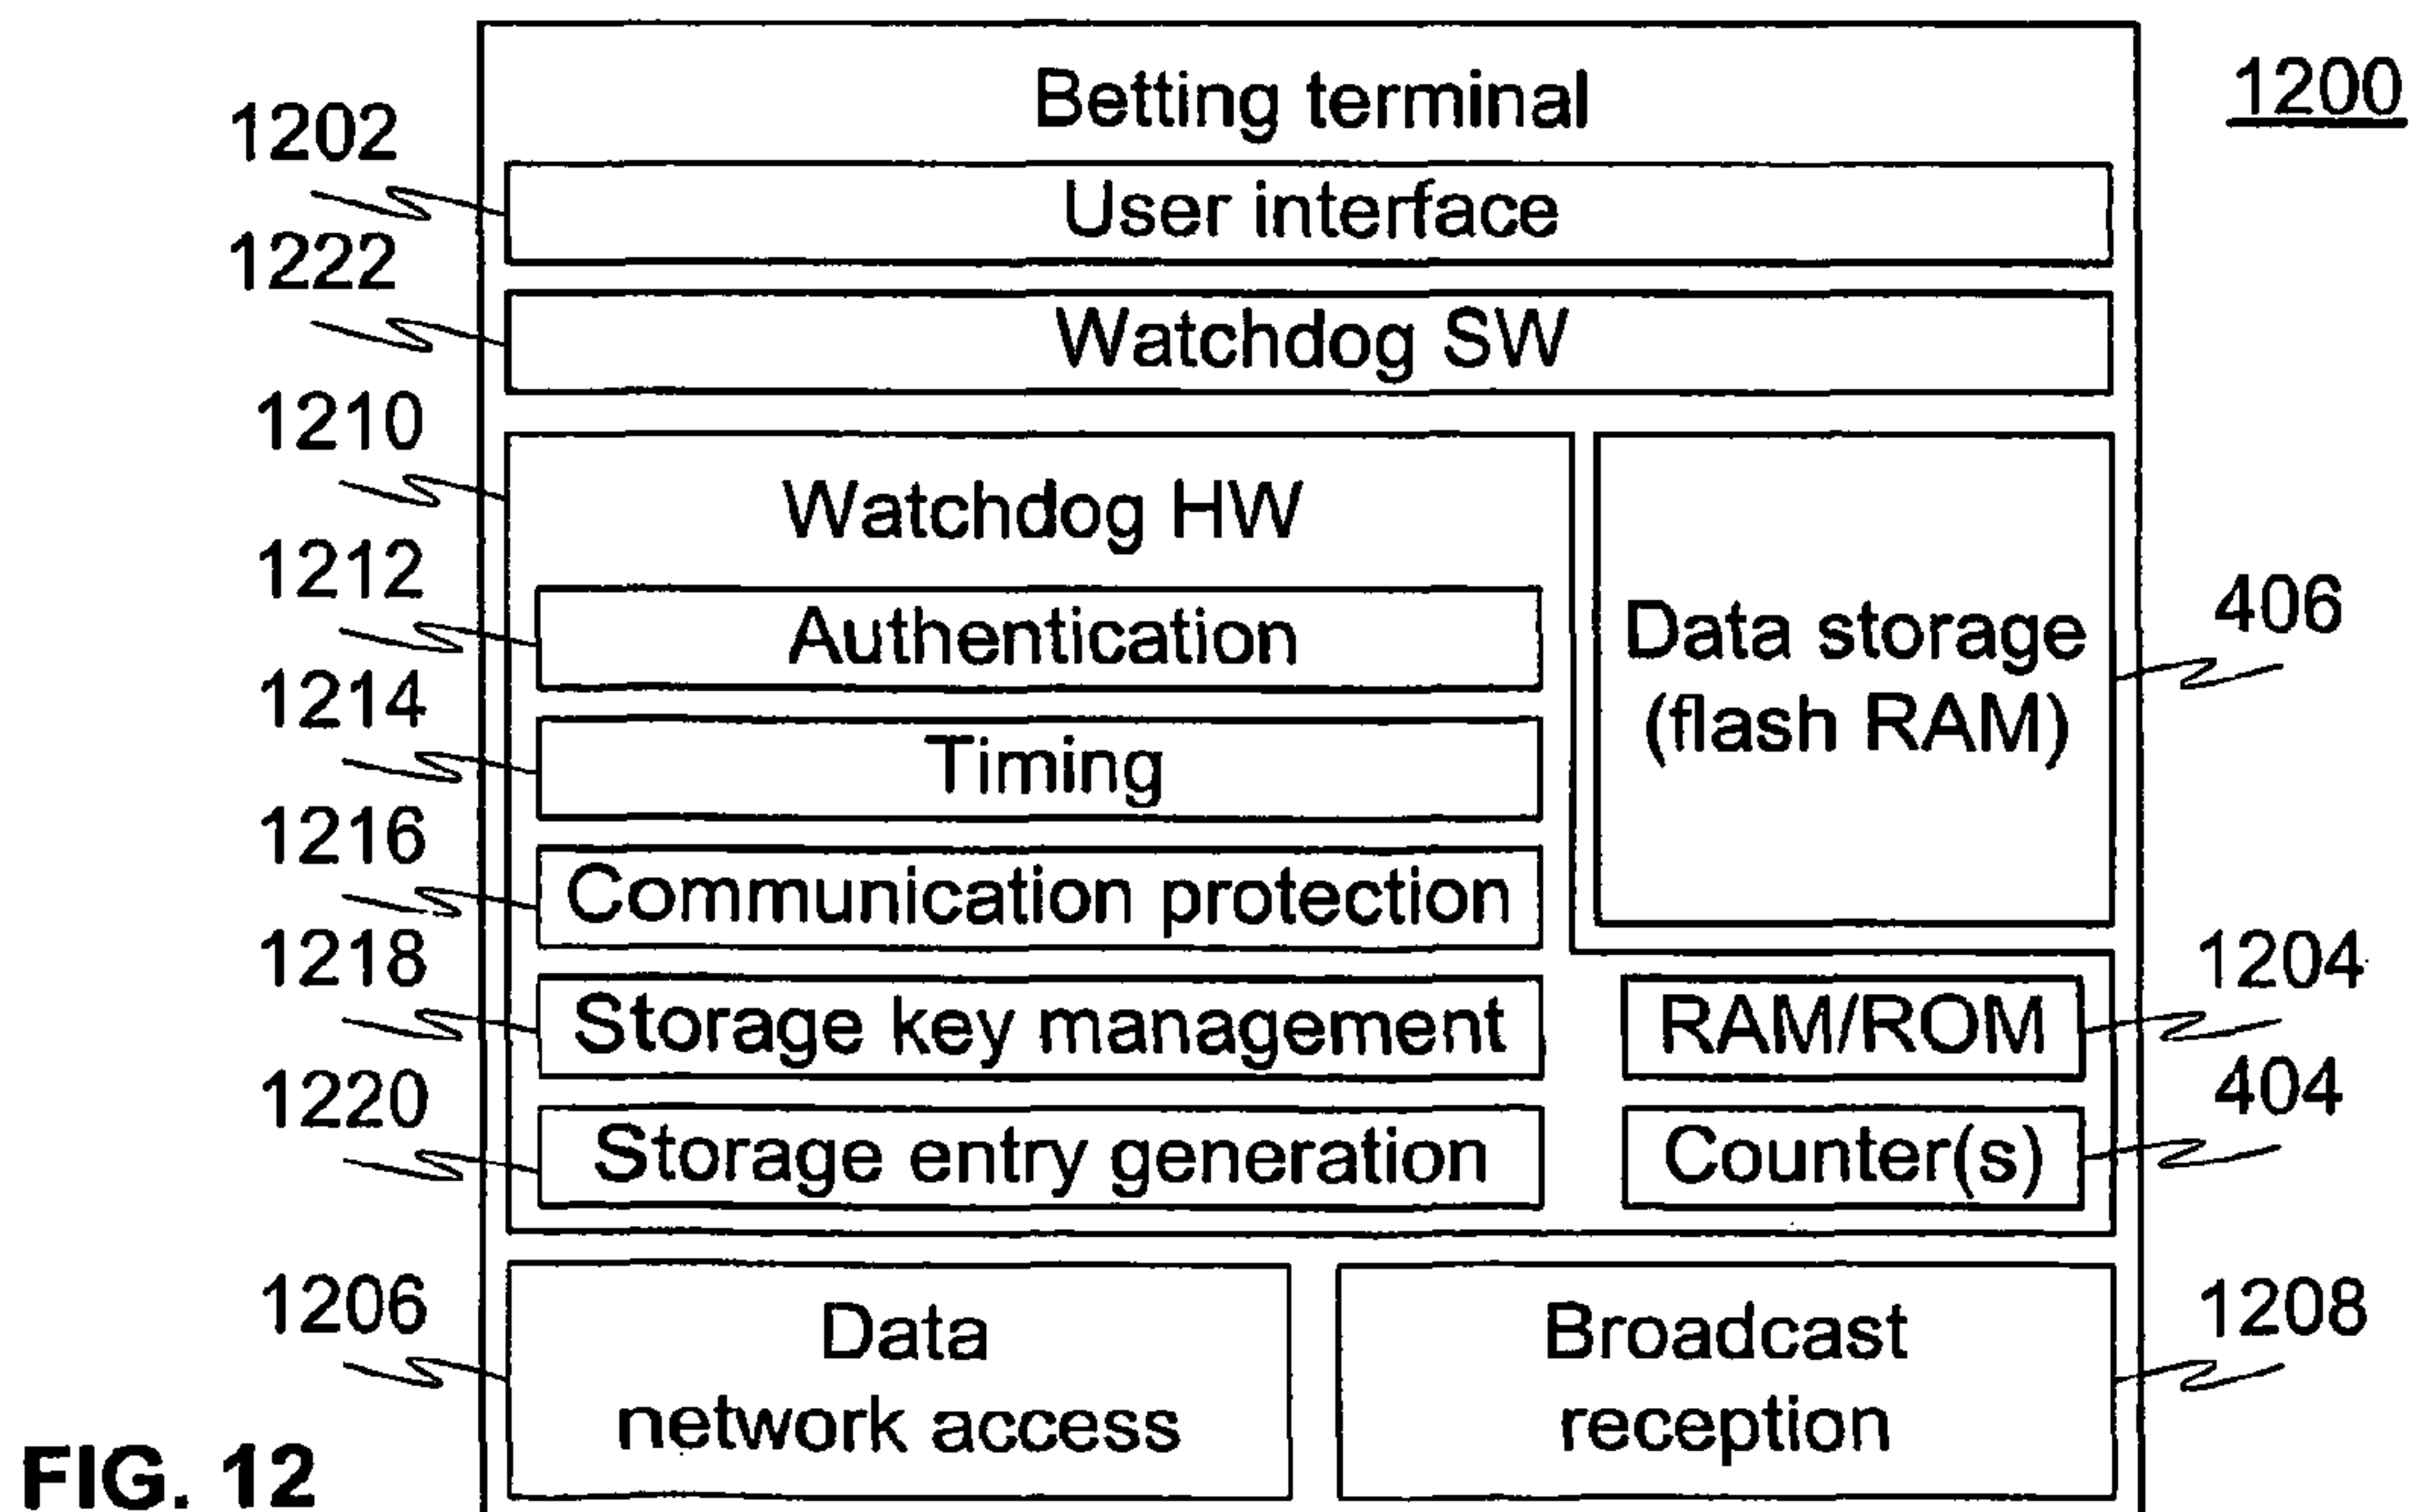 Betting terminal
1200
1202
User interface
1222
Watchdog SW
1210
Watchdog HW
1212
Authentication
Data storage
(flash RAM)
406
1214
Timing
1216
Communication protection
1218
Storage key management
RAM/ROM
1204
1220
Storage entry generation
Counter(s)
404
1206
Data
network access
Broadcast
reception
1208
FIG. 12